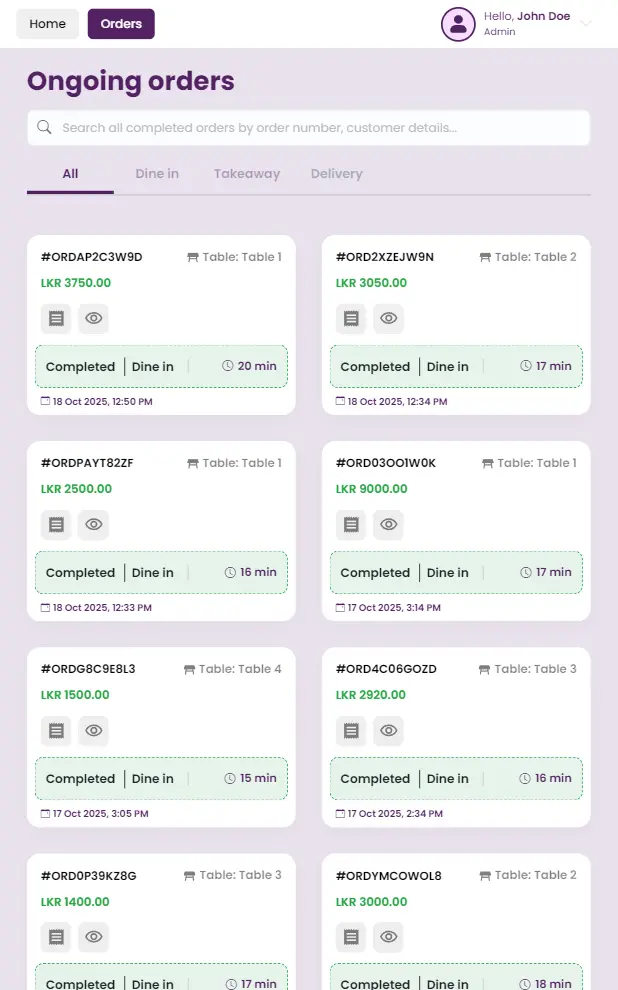 Home Orders Hello, John Doe
Admin
Ongoing orders
Search all completed orders by order number, customer details...
All Dine in Takeaway Delivery
#ORDAP2C3W9D Table: Table 1
LKR 3750.00
Completed Dine in 20 min
18 Oct 2025, 12:50 PM
#ORD2XZEJW9N Table: Table 2
LKR 3050.00
Completed Dine in 17 min
18 Oct 2025, 12:34 PM
#ORDPAYT82ZF Table: Table 1
LKR 2500.00
Completed Dine in 16 min
18 Oct 2025, 12:33 PM
#ORD03OO1W0K Table: Table 1
LKR 9000.00
Completed Dine in 17 min
17 Oct 2025, 3:14 PM
#ORDG8C9E8L3 Table: Table 4
LKR 1500.00
Completed Dine in 15 min
17 Oct 2025, 3:05 PM
#ORD4C06GOZD Table: Table 3
LKR 2920.00
Completed Dine in 16 min
17 Oct 2025, 2:34 PM
#ORD0P39KZ8G Table: Table 3
LKR 1400.00
Completed Dine in 17 min
#ORDYMCOWOL8 Table: Table 2
LKR 3000.00
Completed Dine in 18 min